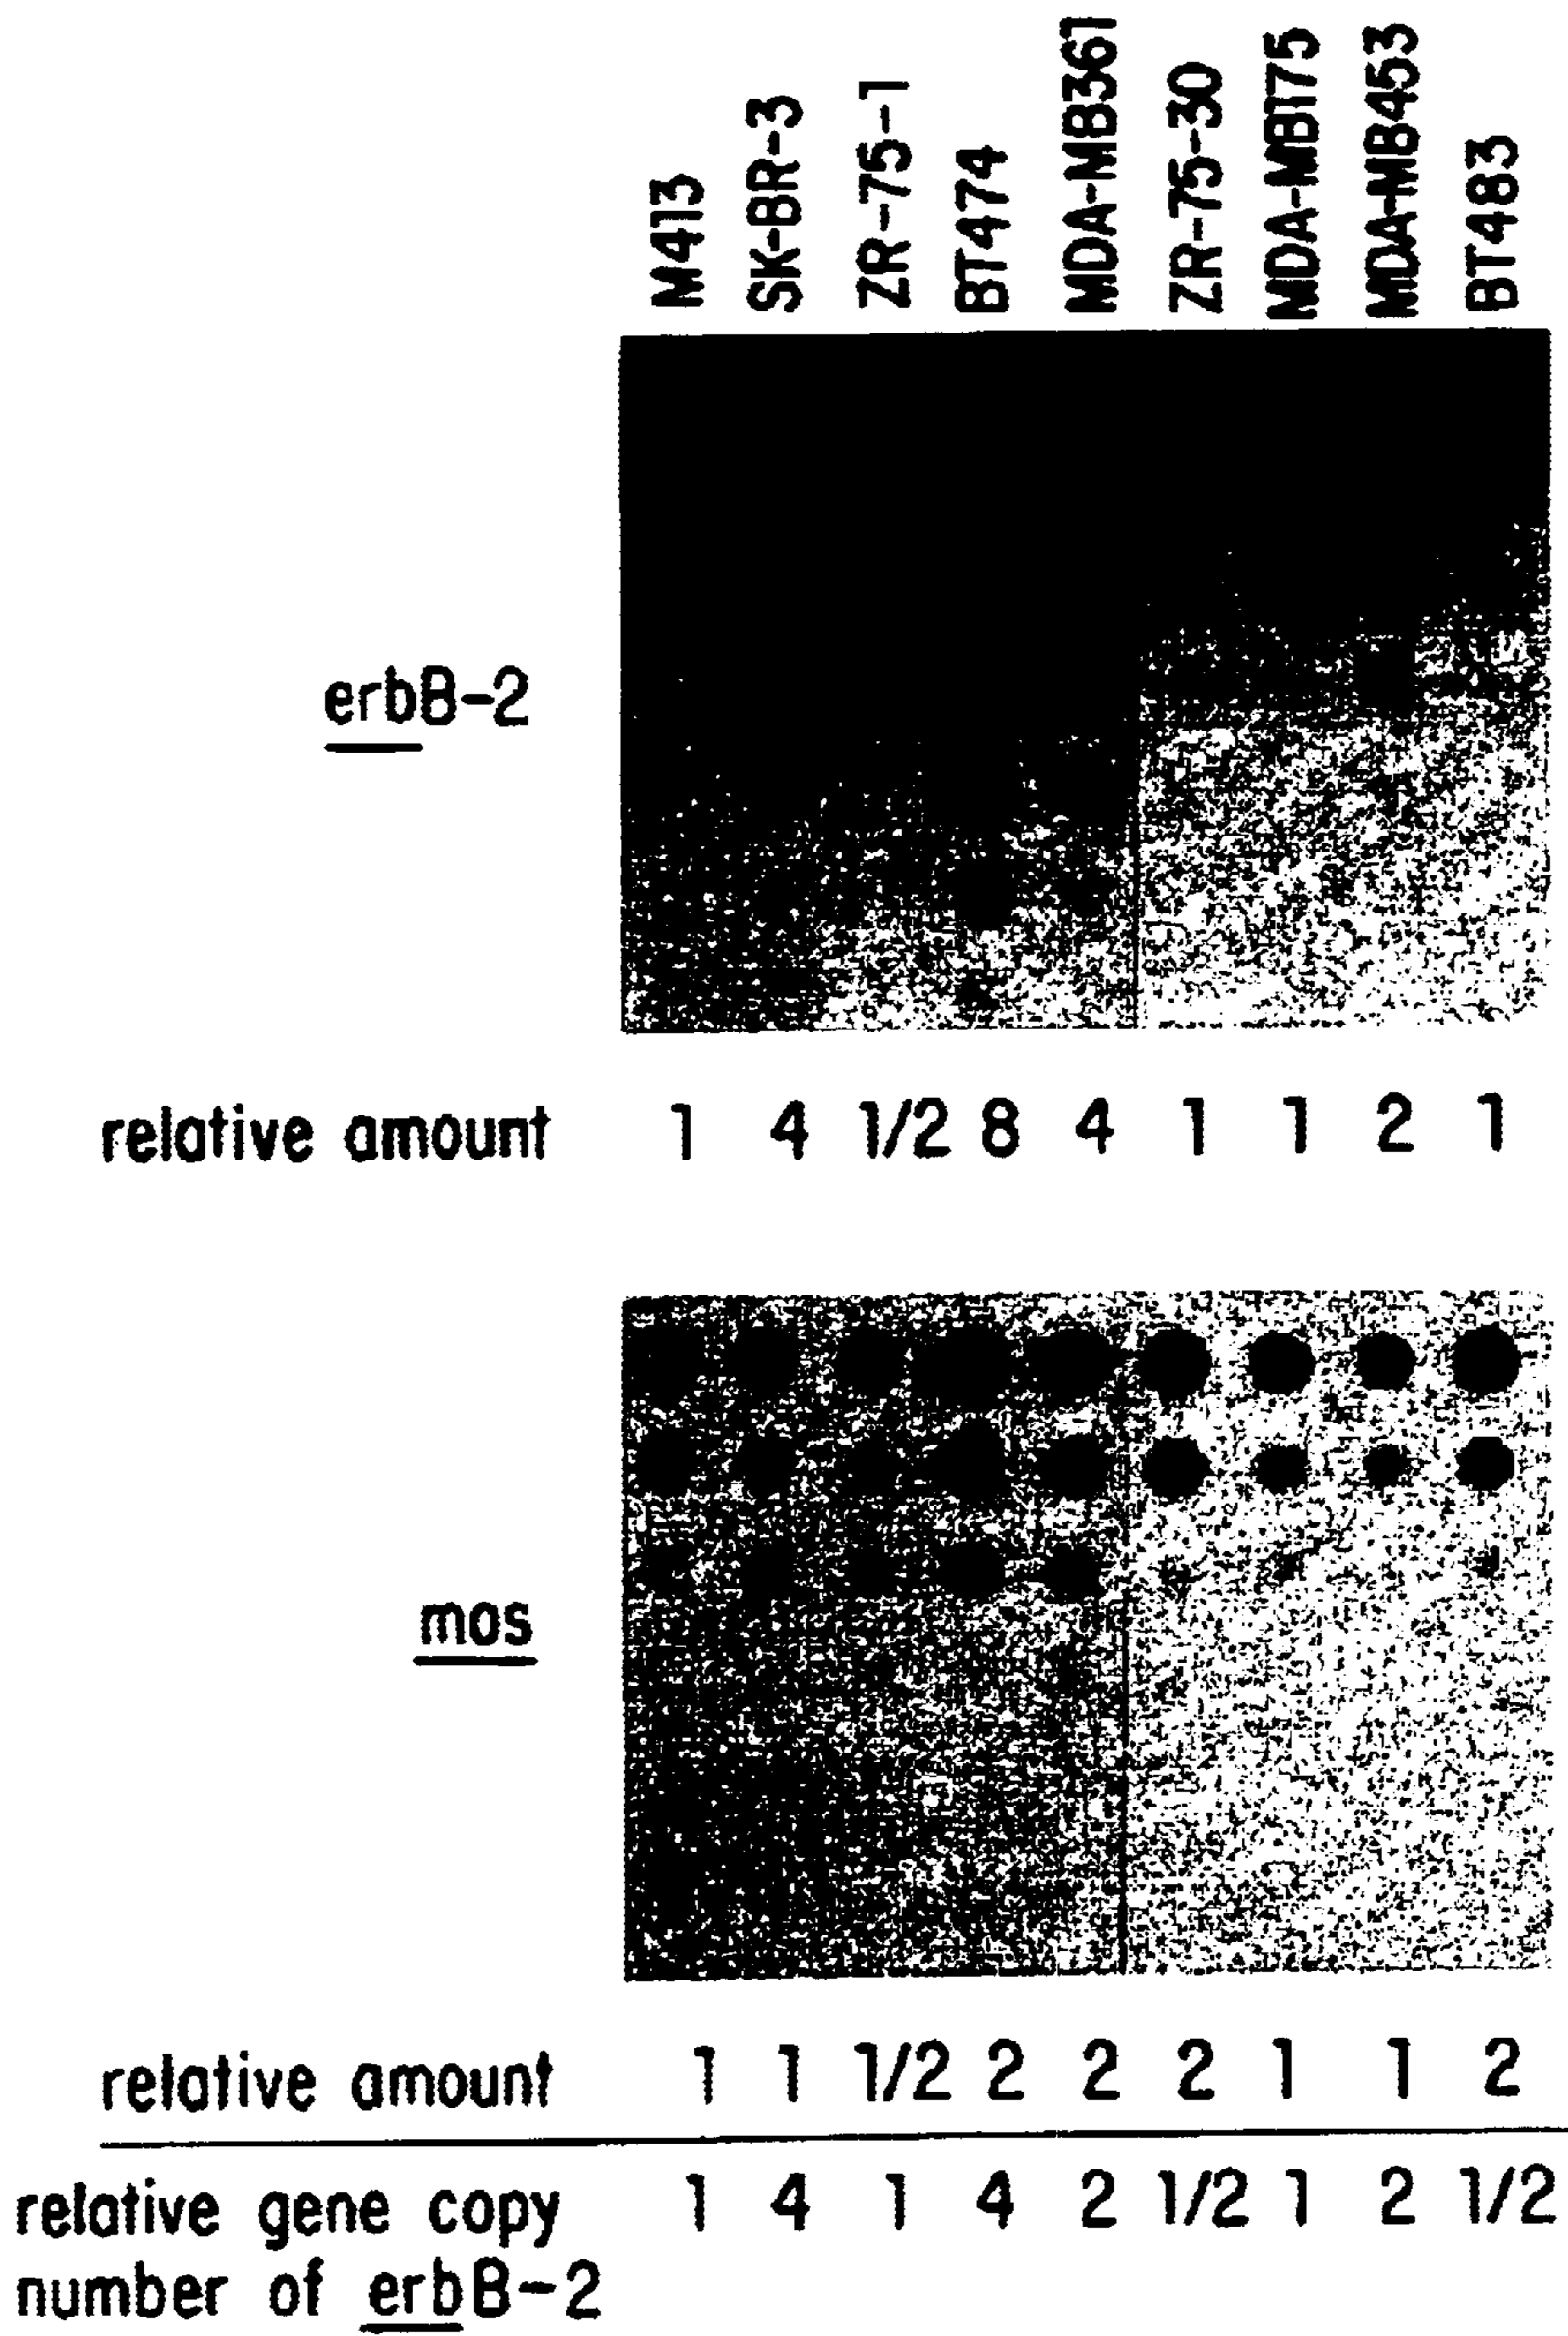 M413 SK-BR-3 ZR-75-1 BT474 MDA-MB361 ZR-75-30 MDA-MB175 MDA-MB453 BT483
erbB-2
relative amount 1 4 1/2 8 4 1 1 2 1
mos
relative amount 1 1 1/2 2 2 2 1 1 2
relative gene copy 1 4 1 4 2 1/2 1 2 1/2
number of erbB-2